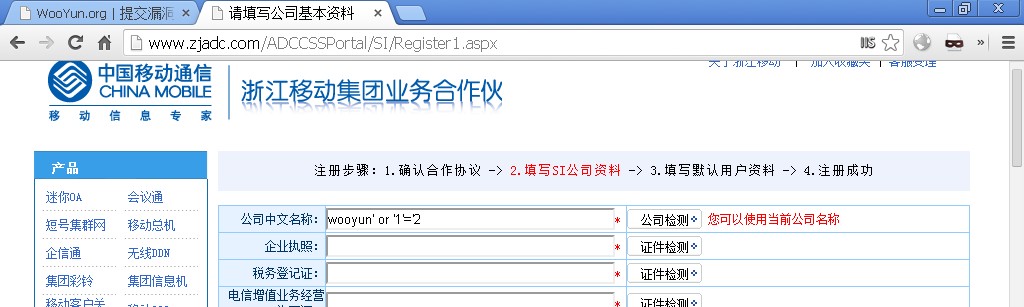 WooYun.org | 提交漏洞
请填写公司基本资料
www.zjadc.com/ADCCSSPortal/SI/Register1.aspx
IIS
»
关于浙江移动 | 加入收藏夹 | 客服受理
中国移动通信
CHINA MOBILE
移动信息专家
浙江移动集团业务合作伙
产品
注册步骤：1.确认合作协议 -> 2.填写SI公司资料 -> 3.填写默认用户资料 -> 4.注册成功
迷你OA 会议通
短号集群网 移动总机
企信通 无线DDN
集团彩铃 集团信息机
移动客户关
公司中文名称： wooyun' or '1'='2 * 公司检测 您可以使用当前公司名称
企业执照： * 证件检测
税务登记证： * 证件检测
电信增值业务经营
* 证件检测